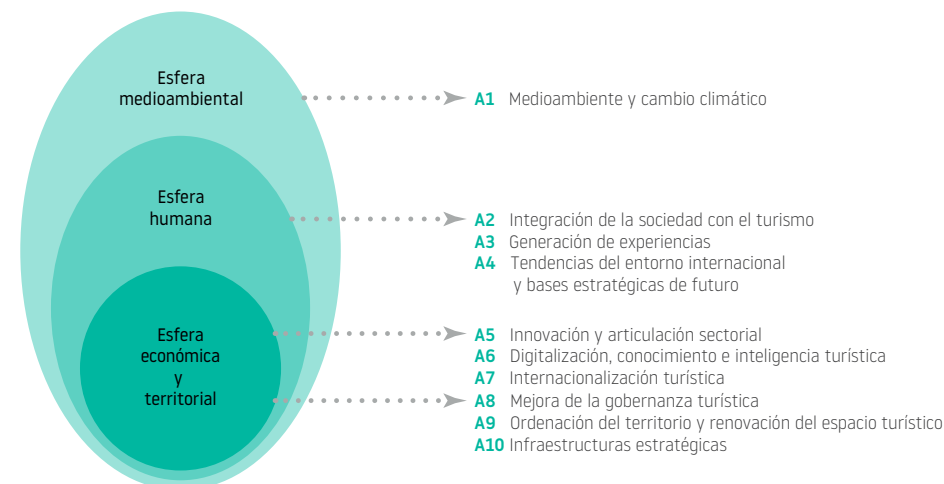 Esfera
medioambiental
A1 Medioambiente y cambio climático
Esfera
humana
A2 Integración de la sociedad con el turismo
A3 Generación de experiencias
A4 Tendencias del entorno internacional
y bases estratégicas de futuro
Esfera
económica
y
territorial
A5 Innovación y articulación sectorial
A6 Digitalización, conocimiento e inteligencia turística
A7 Internacionalización turística
A8 Mejora de la gobernanza turística
A9 Ordenación del territorio y renovación del espacio turístico
A10 Infraestructuras estratégicas